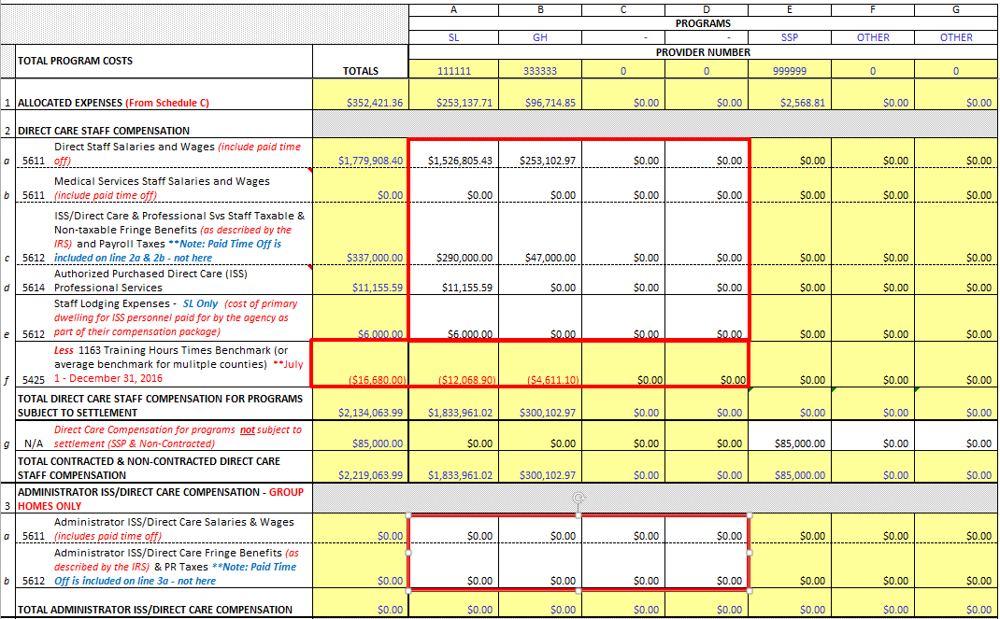 A B C D E F G
PROGRAMS
SL GH - - SSP OTHER OTHER
PROVIDER NUMBER
TOTAL PROGRAM COSTS
TOTALS 111111 333333 0 0 999999 0 0
1 ALLOCATED EXPENSES (From Schedule C) $352,421.36 $253,137.71 $96,714.85 $0.00 $0.00 $2,568.81 $0.00 $0.00
2 DIRECT CARE STAFF COMPENSATION
Direct Staff Salaries and Wages (include paid time
a 5611 off) $1,779,908.40 $1,526,805.43 $253,102.97 $0.00 $0.00 $0.00 $0.00 $0.00
Medical Services Staff Salaries and Wages
b 5611 (include paid time off) $0.00 $0.00 $0.00 $0.00 $0.00 $0.00 $0.00 $0.00
ISS/Direct Care & Professional Svs Staff Taxable &
Non-taxable Fringe Benefits (as described by the
IRS) and Payroll Taxes **Note: Paid Time Off is
c 5612 included on line 2a & 2b - not here $337,000.00 $290,000.00 $47,000.00 $0.00 $0.00 $0.00 $0.00 $0.00
Authorized Purchased Direct Care (ISS)
d 5614 Professional Services $11,155.59 $11,155.59 $0.00 $0.00 $0.00 $0.00 $0.00 $0.00
Staff Lodging Expenses - SL Only (cost of primary
dwelling for ISS personnel paid for by the agency as
e 5612 part of their compensation package) $6,000.00 $6,000.00 $0.00 $0.00 $0.00 $0.00 $0.00 $0.00
Less 1163 Training Hours Times Benchmark (or
average benchmark for mulitple counties) **July
f 5425 1 - December 31, 2016 ($16,680.00) ($12,068.90) ($4,611.10) $0.00 $0.00 $0.00 $0.00 $0.00
TOTAL DIRECT CARE STAFF COMPENSATION FOR PROGRAMS
SUBJECT TO SETTLEMENT $2,134,063.99 $1,833,961.02 $300,102.97 $0.00 $0.00 $0.00 $0.00 $0.00
Direct Care Compensation for programs not subject to
g N/A settlement (SSP & Non-Contracted) $85,000.00 $0.00 $0.00 $0.00 $0.00 $85,000.00 $0.00 $0.00
TOTAL CONTRACTED & NON-CONTRACTED DIRECT CARE
STAFF COMPENSATION $2,219,063.99 $1,833,961.02 $300,102.97 $0.00 $0.00 $85,000.00 $0.00 $0.00
ADMINISTRATOR ISS/DIRECT CARE COMPENSATION - GROUP
3 HOMES ONLY
Administrator ISS/Direct Care Salaries & Wages
a 5611 (includes paid time off) $0.00 $0.00 $0.00 $0.00 $0.00 $0.00 $0.00 $0.00
Administrator ISS/Direct Care Fringe Benefits (as
described by the IRS) & PR Taxes **Note: Paid Time
b 5612 Off is included on line 3a - not here $0.00 $0.00 $0.00 $0.00 $0.00 $0.00 $0.00 $0.00
TOTAL ADMINISTRATOR ISS/DIRECT CARE COMPENSATION $0.00 $0.00 $0.00 $0.00 $0.00 $0.00 $0.00 $0.00